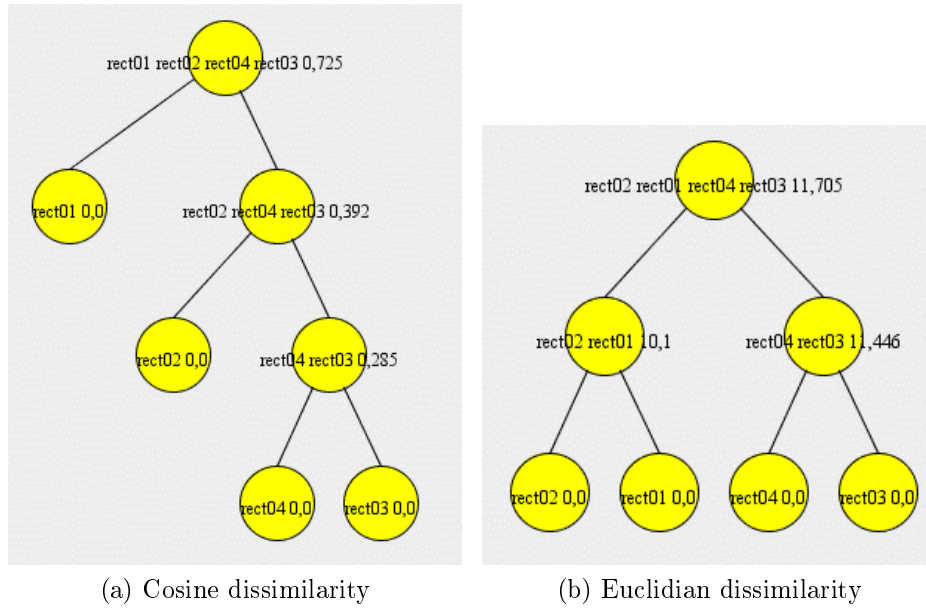 rect01 rect02 rect04 rect03 0,725
rect01 0,0
rect02 rect04 rect03 0,392
rect02 0,0
rect04 rect03 0,285
rect04 0,0
rect03 0,0
(a) Cosine dissimilarity
rect02 rect01 rect04 rect03 11,705
rect02 rect01 10,1
rect04 rect03 11,446
rect02 0,0
rect01 0,0
rect04 0,0
rect03 0,0
(b) Euclidian dissimilarity